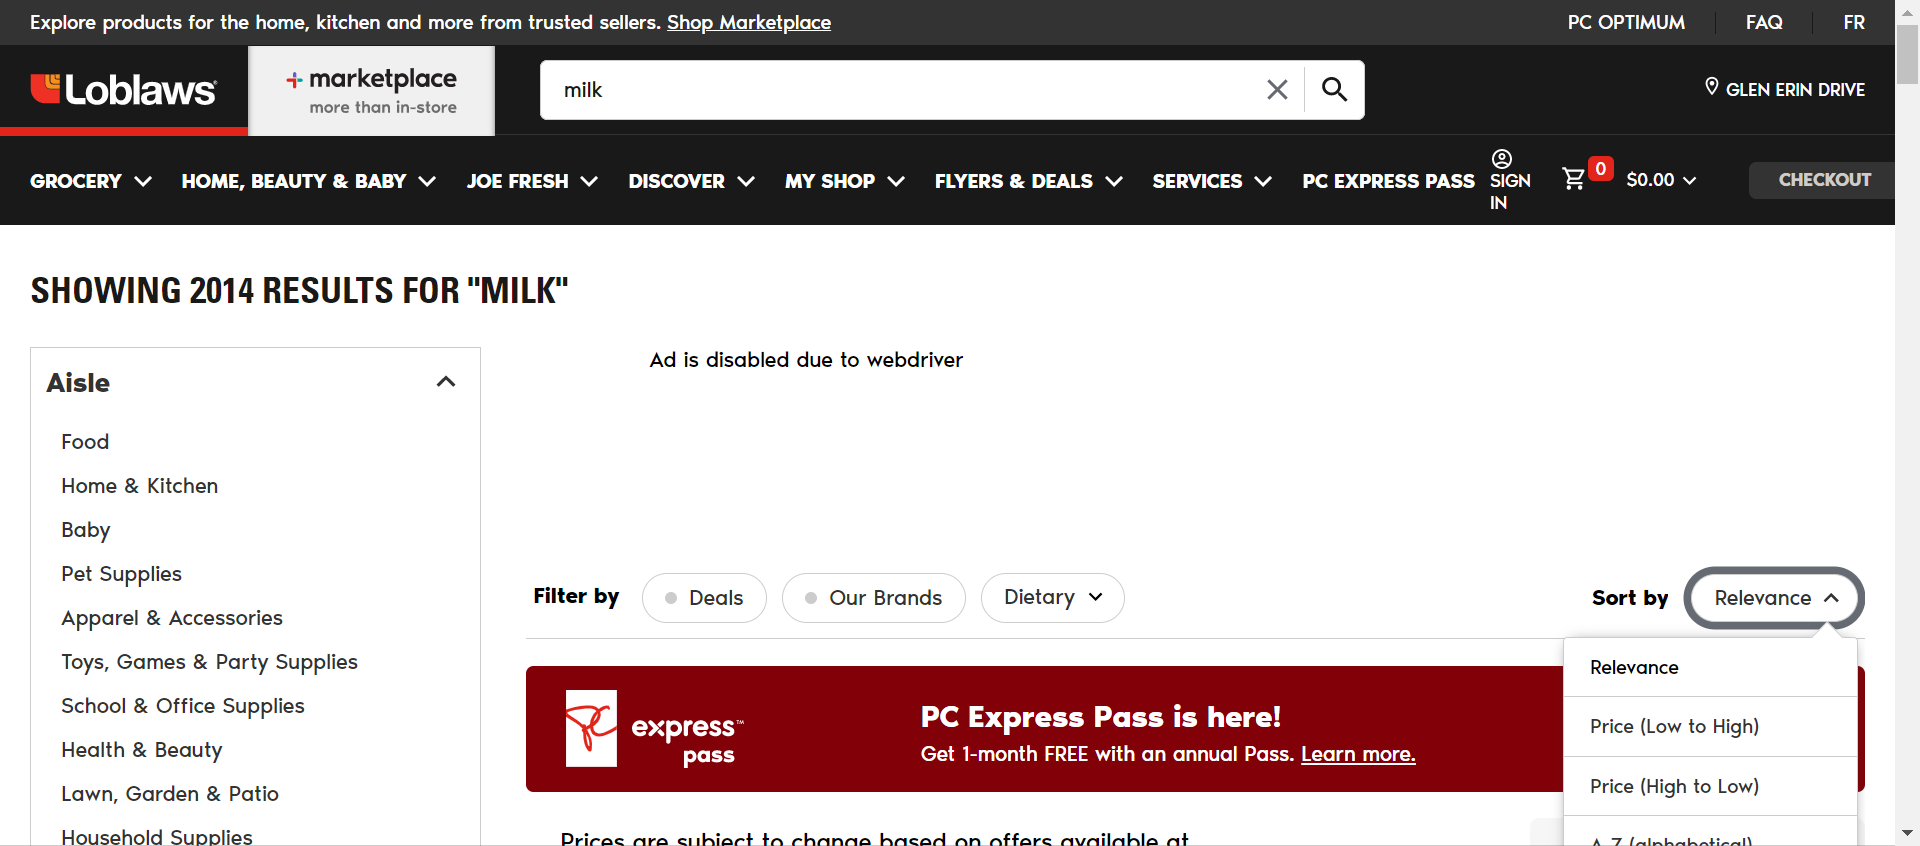 Explore products for the home, kitchen and more from trusted sellers. Shop Marketplace
PC OPTIMUM
FAQ
FR
Loblaws®
marketplace
more than in-store
milk
GLEN ERIN DRIVE
GROCERY
HOME, BEAUTY & BABY
JOE FRESH
DISCOVER
MY SHOP
FLYERS & DEALS
SERVICES
PC EXPRESS PASS
SIGN
IN
0
$0.00
CHECKOUT
SHOWING 2014 RESULTS FOR "MILK"
Aisle
Food
Home & Kitchen
Baby
Pet Supplies
Apparel & Accessories
Toys, Games & Party Supplies
School & Office Supplies
Health & Beauty
Lawn, Garden & Patio
Household Supplies
Ad is disabled due to webdriver
Filter by
Deals
Our Brands
Dietary
Sort by
Relevance
Relevance
Price (Low to High)
Price (High to Low)
A-Z (alphabetical)
PC
express™
pass
PC Express Pass is here!
Get 1-month FREE with an annual Pass. Learn more.
Prices are subject to change based on offers available at